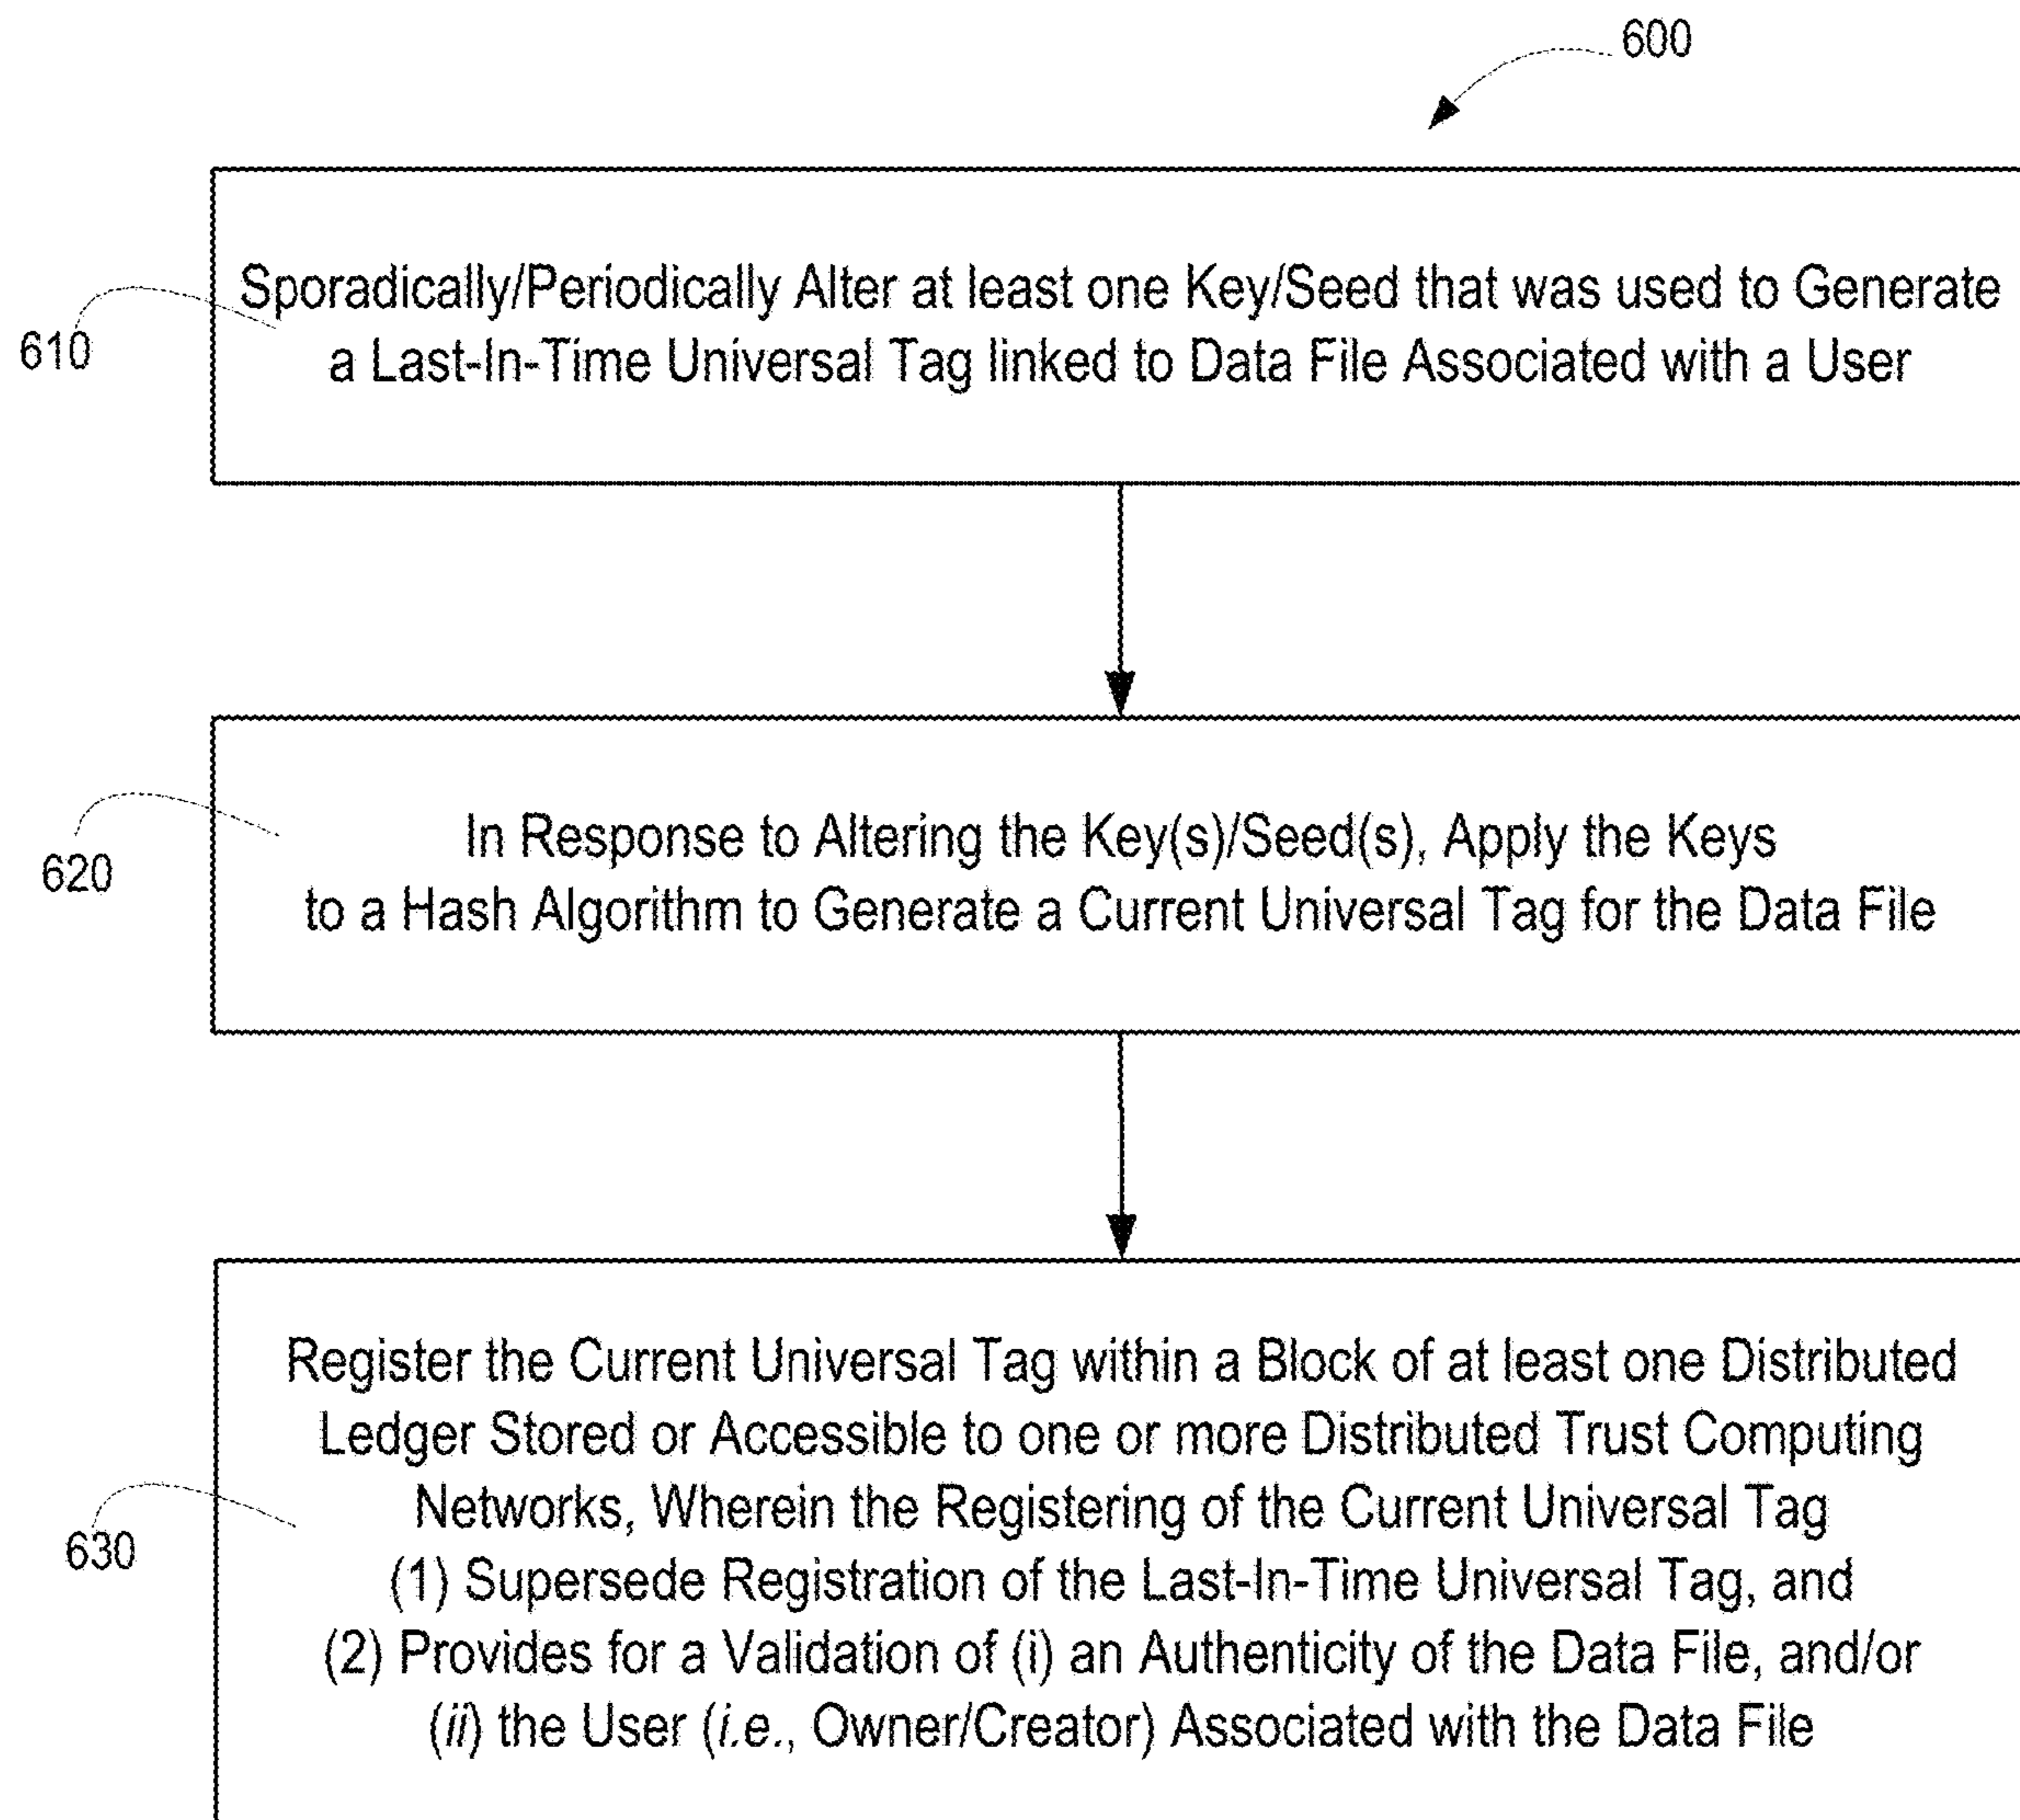 600
Sporadically/Periodically Alter at least one Key/Seed that was used to Generate
a Last-In-Time Universal Tag linked to Data File Associated with a User
610
In Response to Altering the Key(s)/Seed(s), Apply the Keys
to a Hash Algorithm to Generate a Current Universal Tag for the Data File
620
Register the Current Universal Tag within a Block of at least one Distributed
Ledger Stored or Accessible to one or more Distributed Trust Computing
Networks, Wherein the Registering of the Current Universal Tag
(1) Supersede Registration of the Last-In-Time Universal Tag, and
(2) Provides for a Validation of (i) an Authenticity of the Data File, and/or
(ii) the User (i.e., Owner/Creator) Associated with the Data File
630